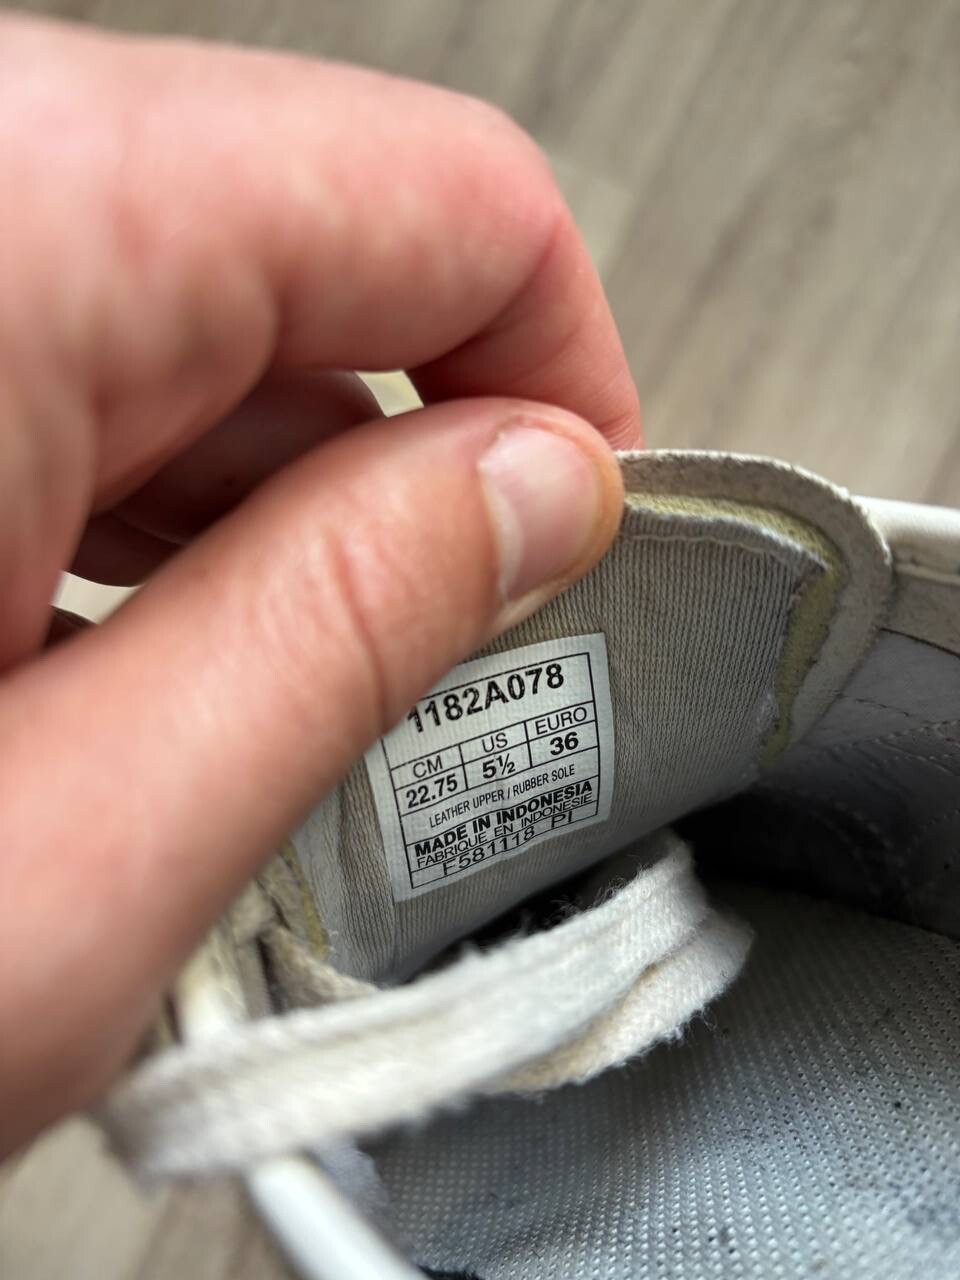 1182A078
CM US EURO
22.75 5½ 36
LEATHER UPPER / RUBBER SOLE
MADE IN INDONESIA
FABRIQUE EN INDONESIE
F581118 PI